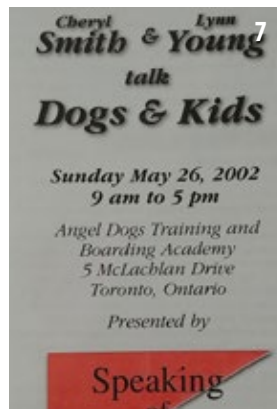 Cheryl Lynn
Smith & Young
7
talk
Dogs & Kids
Sunday May 26, 2002
9 am to 5 pm
Angel Dogs Training and
Boarding Academy
5 McLachlan Drive
Toronto, Ontario
Presented by
Speaking
of